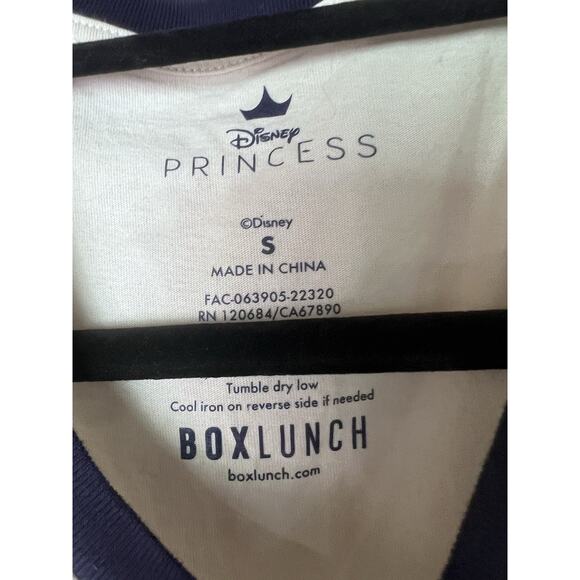 Disney
PRINCESS
©Disney
S
MADE IN CHINA
FAC-063905-22320
RN 120684/CA67890
Tumble dry low
Cool iron on reverse side if needed
BOXLUNCH
boxlunch.com